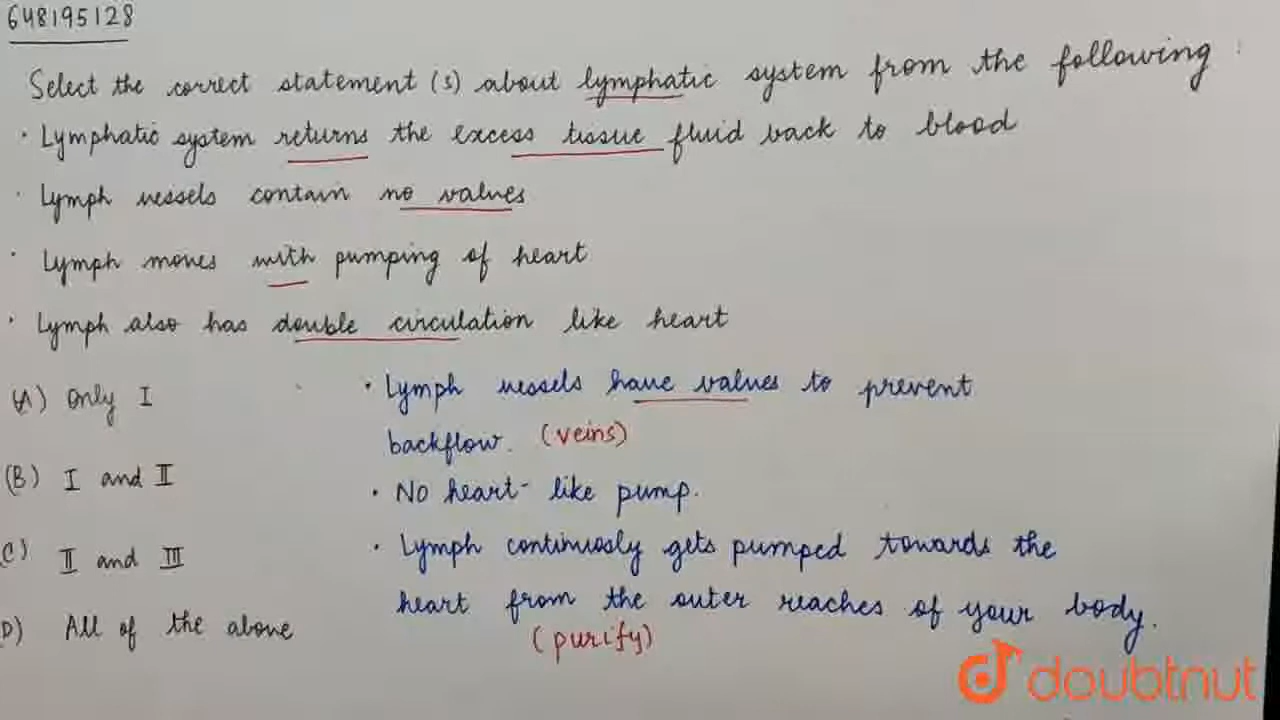 648195128
Select the correct statement (s) about lymphatic system from the following :
· Lymphatic system returns the excess tissue fluid back to blood
· Lymph vessels contain no valves
· Lymph moves with pumping of heart
· Lymph also has double circulation like heart
(A) Only I
(B) I and II
(C) II and III
(D) All of the above
· Lymph vessels have valves to prevent
backflow. (veins)
· No heart- like pump.
· Lymph continuosly gets pumped towards the
heart from the outer reaches of your body.
(purify)
doubtnut